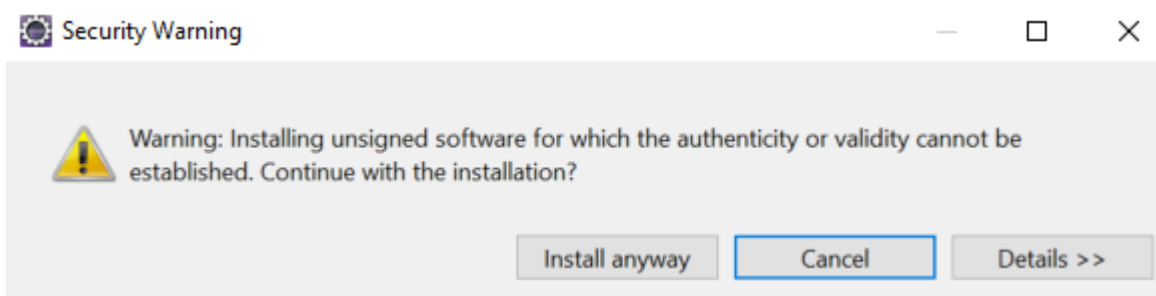 Security Warning
Warning: Installing unsigned software for which the authenticity or validity cannot be
established. Continue with the installation?
Install anyway
Cancel
Details >>